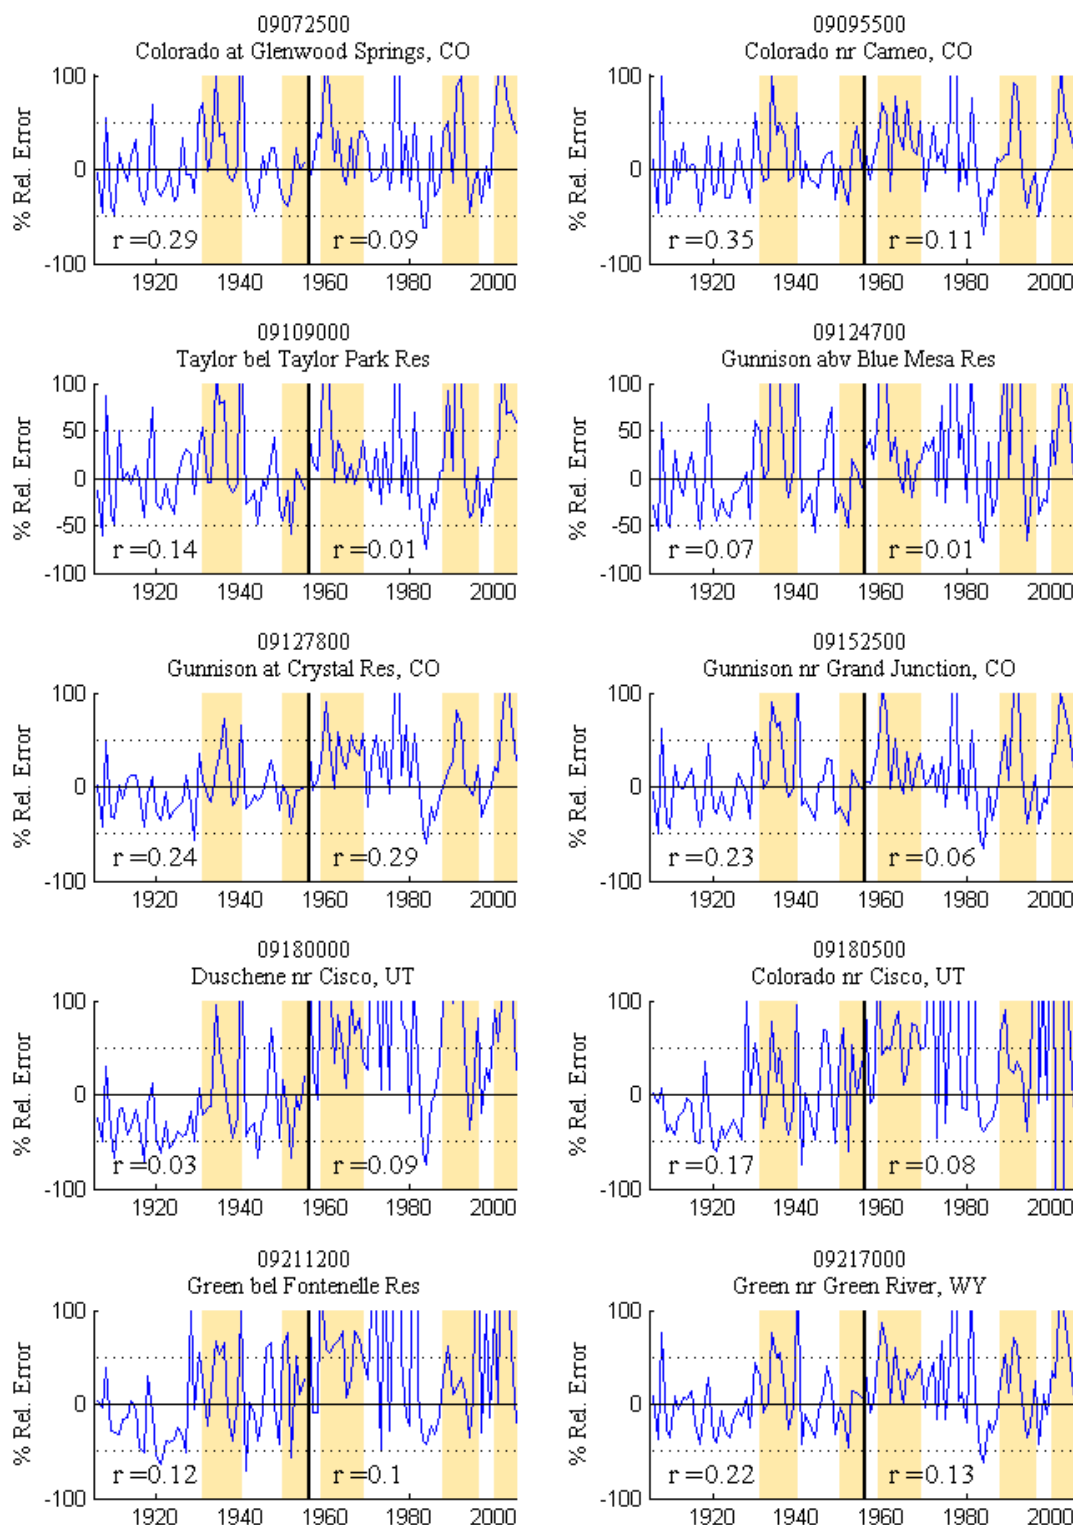 09072500
Colorado at Glenwood Springs, CO
% Rel. Error
100
0
-100
r=0.29
r=0.09
1920 1940 1960 1980 2000
09095500
Colorado nr Cameo, CO
% Rel. Error
100
0
-100
r=0.35
r=0.11
1920 1940 1960 1980 2000
09109000
Taylor bel Taylor Park Res
% Rel. Error
100
50
0
-50
-100
r=0.14
r=0.01
1920 1940 1960 1980 2000
09124700
Gunnison abv Blue Mesa Res
% Rel. Error
100
50
0
-50
-100
r=0.07
r=0.01
1920 1940 1960 1980 2000
09127800
Gunnison at Crystal Res, CO
% Rel. Error
100
0
-100
r=0.24
r=0.29
1920 1940 1960 1980 2000
09152500
Gunnison nr Grand Junction, CO
% Rel. Error
100
0
-100
r=0.23
r=0.06
1920 1940 1960 1980 2000
09180000
Duschene nr Cisco, UT
% Rel. Error
100
0
-100
r=0.03
r=0.09
1920 1940 1960 1980 2000
09180500
Colorado nr Cisco, UT
% Rel. Error
100
0
-100
r=0.17
r=0.08
1920 1940 1960 1980 2000
09211200
Green bel Fontenelle Res
% Rel. Error
100
0
-100
r=0.12
r=0.1
1920 1940 1960 1980 2000
09217000
Green nr Green River, WY
% Rel. Error
100
0
-100
r=0.22
r=0.13
1920 1940 1960 1980 2000